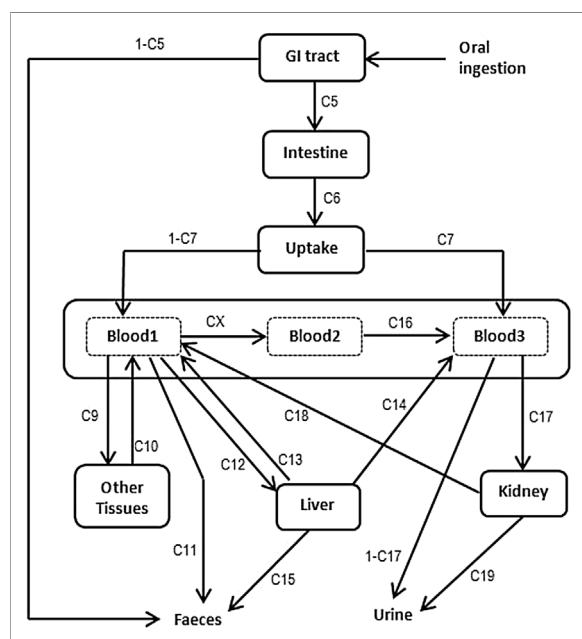 1-C5
GI tract
Oral
ingestion
C5
Intestine
C6
1-C7
Uptake
C7
Blood1
CX
Blood2
C16
Blood3
C9
C10
C12
C13
C18
C14
C17
Other
Tissues
Liver
Kidney
C11
C15
1-C17
C19
Faeces
Urine